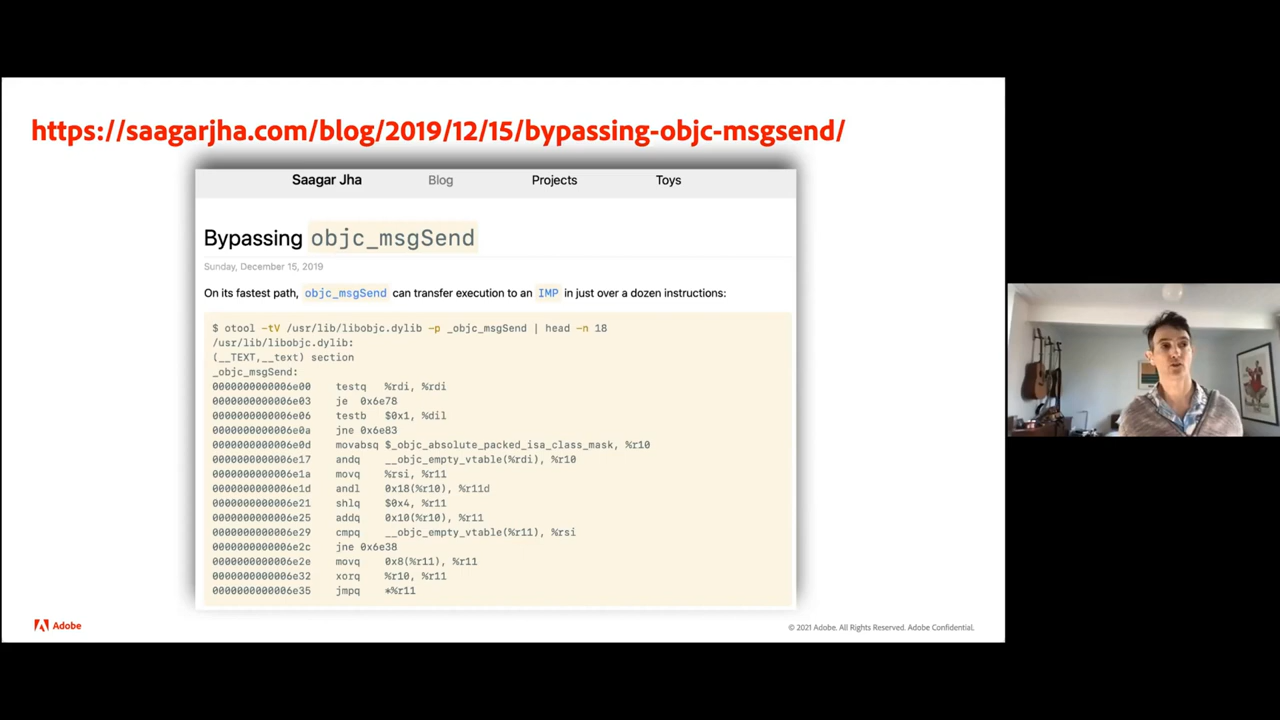 https://saagarjha.com/blog/2019/12/15/bypassing-objc-msgsend/
Saagar Jha Blog Projects Toys
Bypassing objc_msgSend
Sunday, December 15, 2019
On its fastest path, objc_msgSend can transfer execution to an IMP in just over a dozen instructions:
$ otool -tV /usr/lib/libobjc.dylib -p _objc_msgSend | head -n 18
/usr/lib/libobjc.dylib:
(__TEXT,__text) section
_objc_msgSend:
0000000000006e00 testq %rdi, %rdi
0000000000006e03 je 0x6e78
0000000000006e06 testb $0x1, %dil
0000000000006e0a jne 0x6e83
0000000000006e0d movabsq $_objc_absolute_packed_isa_class_mask, %r10
0000000000006e17 andq __objc_empty_vtable(%rdi), %r10
0000000000006e1a movq %rsi, %r11
0000000000006e1d andl 0x18(%r10), %r11d
0000000000006e21 shlq $0x4, %r11
0000000000006e25 addq 0x10(%r10), %r11
0000000000006e29 cmpq __objc_empty_vtable(%r11), %rsi
0000000000006e2c jne 0x6e38
0000000000006e2e movq 0x8(%r11), %r11
0000000000006e32 xorq %r10, %r11
0000000000006e35 jmpq *%r11
Adobe
© 2021 Adobe. All Rights Reserved. Adobe Confidential.